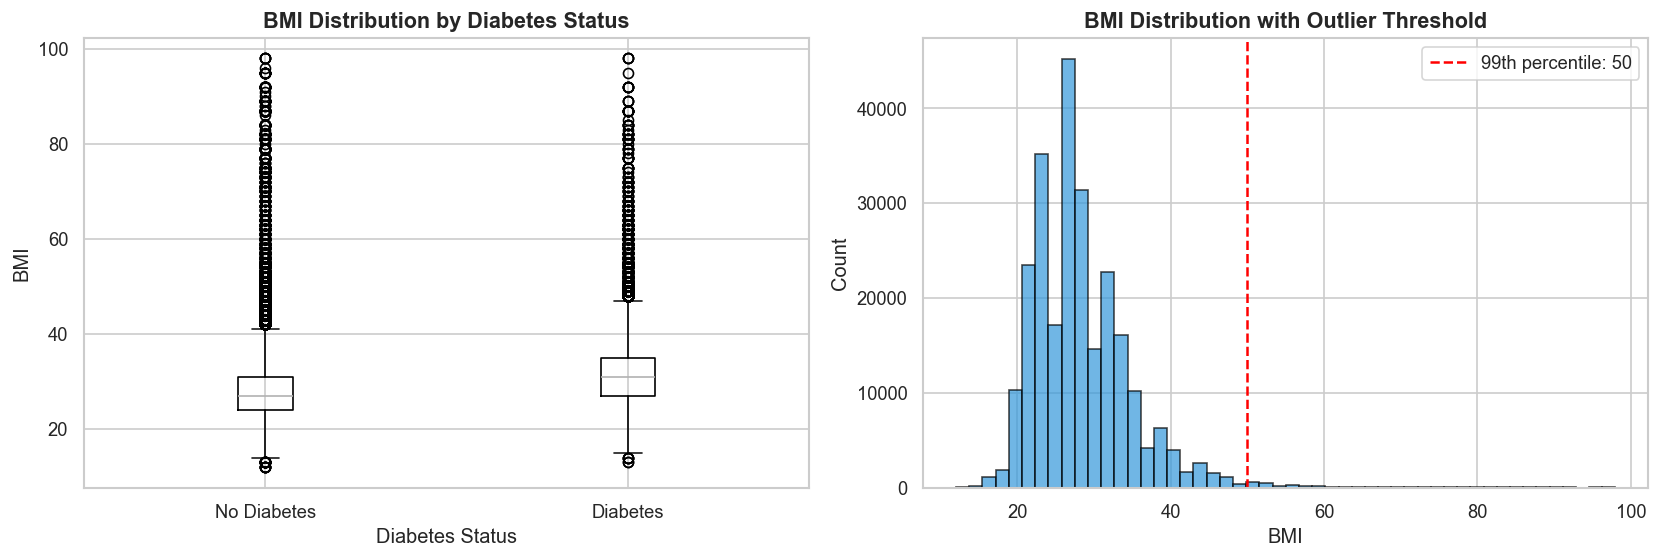 BMI Distribution by Diabetes Status
100
80
60
40
20
BMI
No Diabetes
Diabetes
Diabetes Status
BMI Distribution with Outlier Threshold
99th percentile: 50
40000
30000
20000
10000
0
Count
20
40
60
80
100
BMI